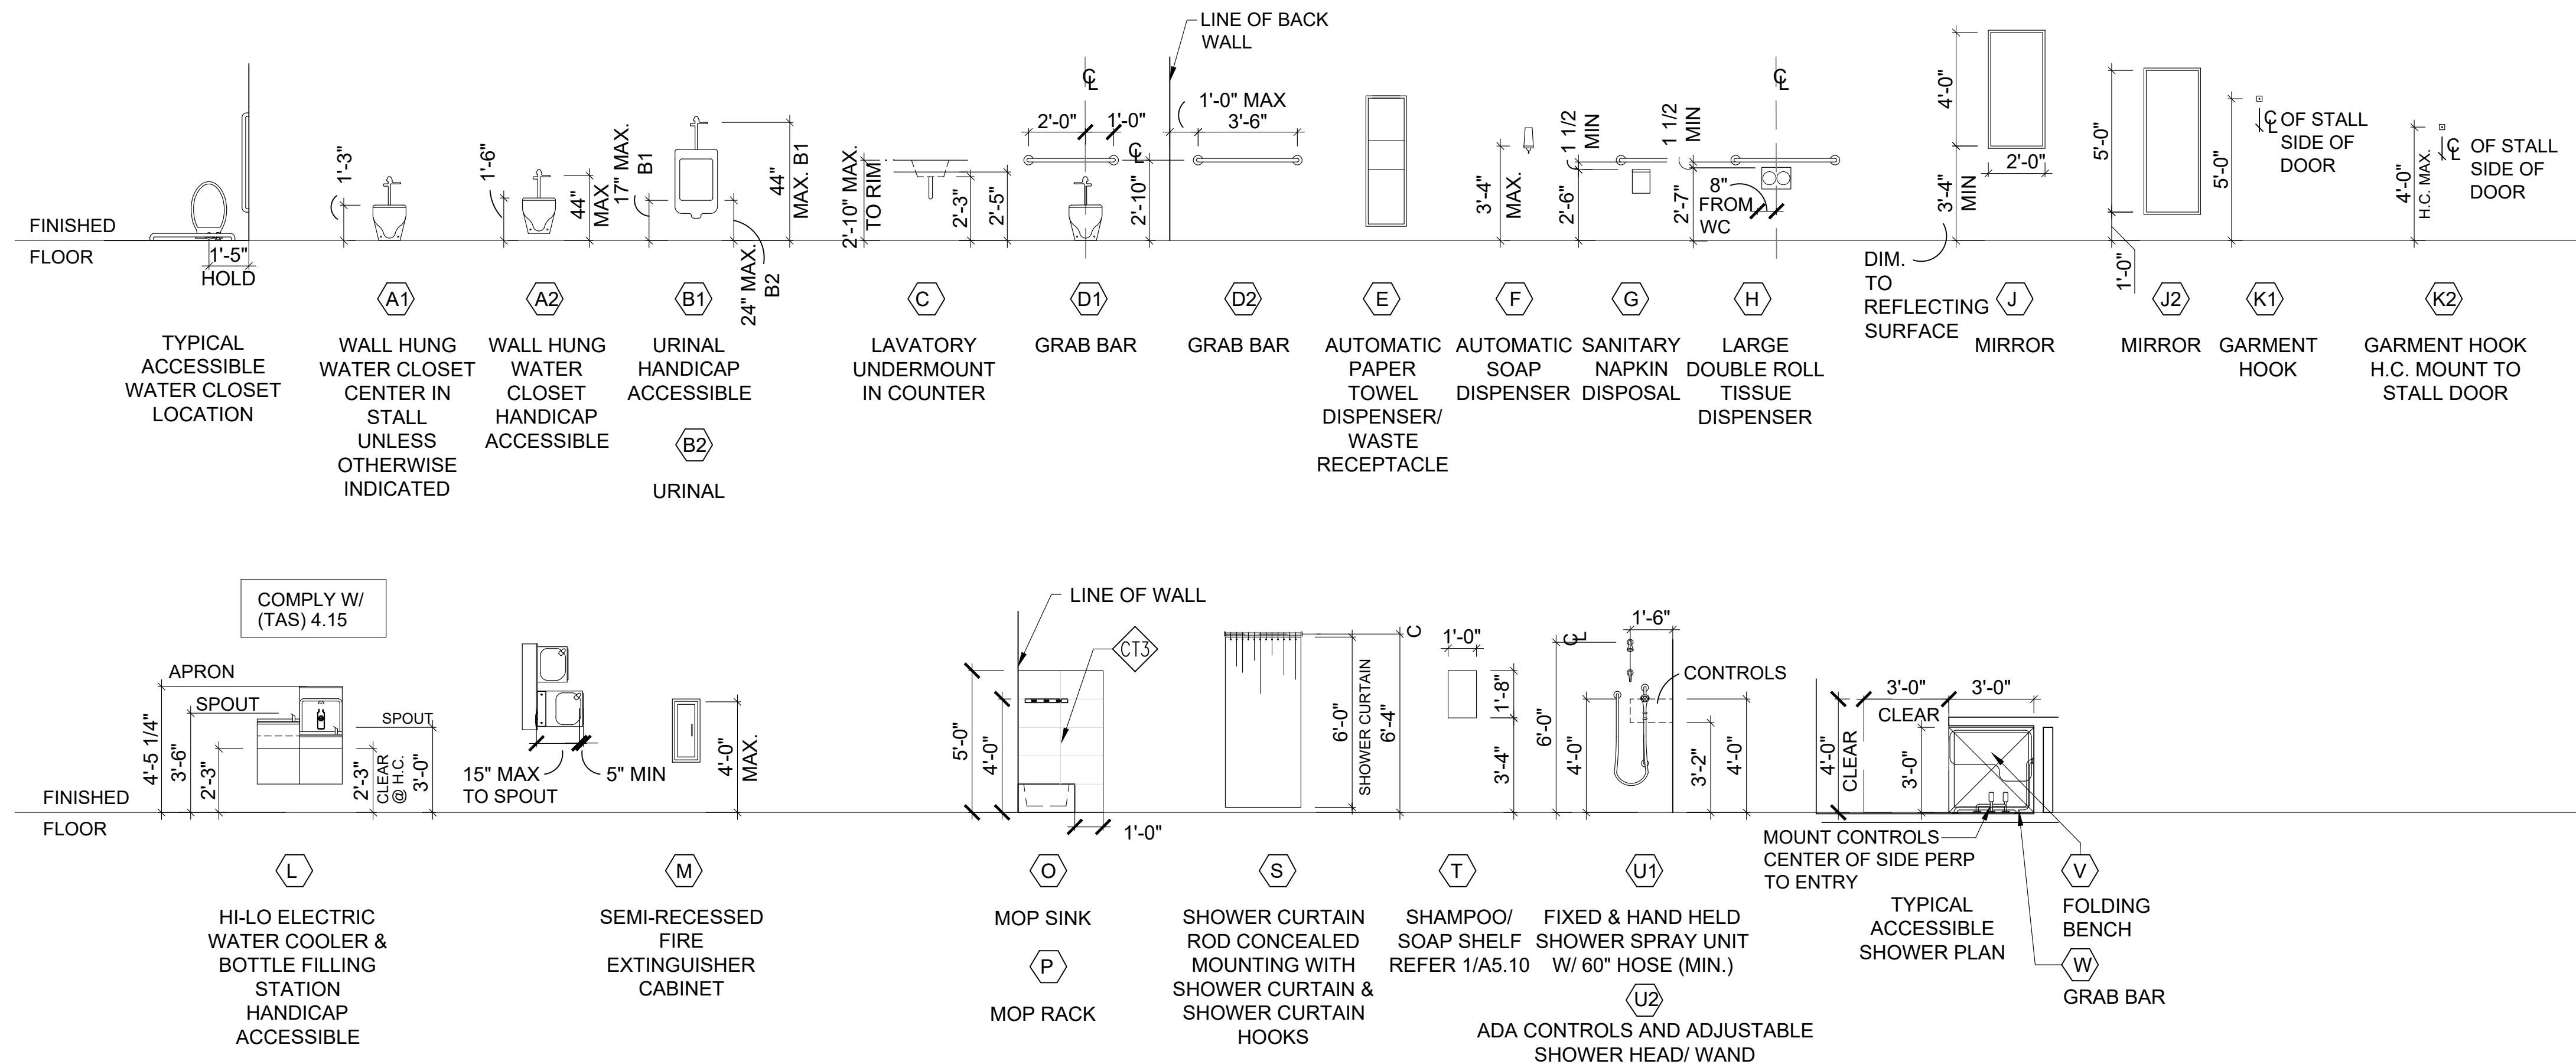 LINE OF BACK
WALL
℄
1'-0" MAX
2'-0"
1'-0"
3'-6"
℄
FINISHED
FLOOR
1'-5"
HOLD
1'-3"
1'-6"
44"
MAX
17" MAX.
B1
44"
MAX. B1
24" MAX.
B2
2'-10" MAX.
TO RIM
2'-3"
2'-5"
2'-10"
3'-4"
MAX.
1 1/2
MIN
2'-6"
1 1/2
MIN
2'-7"
8"
FROM
WC
℄
4'-0"
3'-4"
MIN
2'-0"
DIM.
TO
REFLECTING
SURFACE
5'-0"
1'-0"
5'-0"
℄ OF STALL
SIDE OF
DOOR
4'-0"
H.C. MAX.
℄ OF STALL
SIDE OF
DOOR
TYPICAL
ACCESSIBLE
WATER CLOSET
LOCATION
A1
WALL HUNG
WATER CLOSET
CENTER IN
STALL
UNLESS
OTHERWISE
INDICATED
A2
WALL HUNG
WATER
CLOSET
HANDICAP
ACCESSIBLE
B1
URINAL
HANDICAP
ACCESSIBLE
B2
URINAL
C
LAVATORY
UNDERMOUNT
IN COUNTER
D1
GRAB BAR
D2
GRAB BAR
E
AUTOMATIC
PAPER
TOWEL
DISPENSER/
WASTE
RECEPTACLE
F
AUTOMATIC
SOAP
DISPENSER
G
SANITARY
NAPKIN
DISPOSAL
H
LARGE
DOUBLE ROLL
TISSUE
DISPENSER
J
MIRROR
J2
MIRROR
K1
GARMENT
HOOK
K2
GARMENT HOOK
H.C. MOUNT TO
STALL DOOR
COMPLY W/
(TAS) 4.15
APRON
SPOUT
SPOUT
4'-5 1/4"
3'-6"
2'-3"
2'-3"
CLEAR
@ H.C.
3'-0"
FINISHED
FLOOR
15" MAX
TO SPOUT
5" MIN
4'-0"
MAX.
LINE OF WALL
CT3
5'-0"
4'-0"
1'-0"
6'-0"
SHOWER CURTAIN
6'-4"
C
1'-0"
1'-8"
3'-4"
6'-0"
℄
4'-0"
1'-6"
CONTROLS
3'-2"
4'-0"
3'-0"
CLEAR
3'-0"
4'-0"
CLEAR
3'-0"
MOUNT CONTROLS
CENTER OF SIDE PERP
TO ENTRY
TYPICAL
ACCESSIBLE
SHOWER PLAN
L
HI-LO ELECTRIC
WATER COOLER &
BOTTLE FILLING
STATION
HANDICAP
ACCESSIBLE
M
SEMI-RECESSED
FIRE
EXTINGUISHER
CABINET
O
MOP SINK
P
MOP RACK
S
SHOWER CURTAIN
ROD CONCEALED
MOUNTING WITH
SHOWER CURTAIN &
SHOWER CURTAIN
HOOKS
T
SHAMPOO/
SOAP SHELF
REFER 1/A5.10
U1
FIXED & HAND HELD
SHOWER SPRAY UNIT
W/ 60" HOSE (MIN.)
U2
ADA CONTROLS AND ADJUSTABLE
SHOWER HEAD/ WAND
V
FOLDING
BENCH
W
GRAB BAR